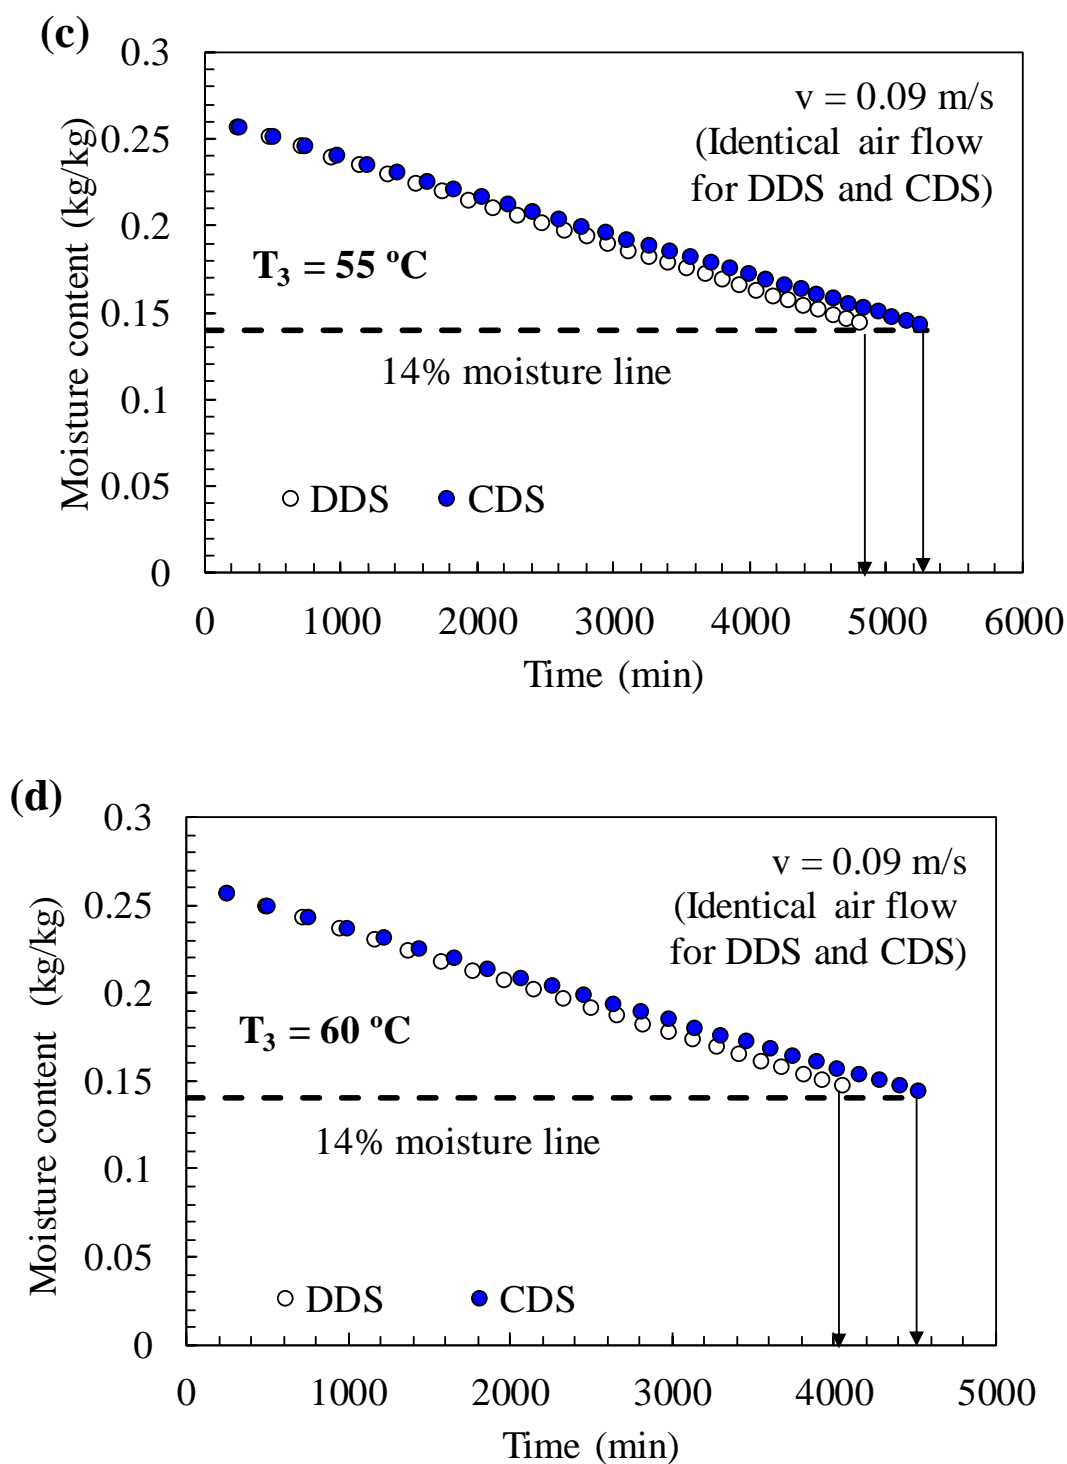 (c)
0.3
0.25
0.2
0.15
0.1
0.05
0
Moisture content (kg/kg)
v = 0.09 m/s
(Identical air flow
for DDS and CDS)
T3 = 55 ºC
14% moisture line
DDS CDS
0 1000 2000 3000 4000 5000 6000
Time (min)
(d)
0.3
0.25
0.2
0.15
0.1
0.05
0
Moisture content (kg/kg)
v = 0.09 m/s
(Identical air flow
for DDS and CDS)
T3 = 60 ºC
14% moisture line
DDS CDS
0 1000 2000 3000 4000 5000
Time (min)